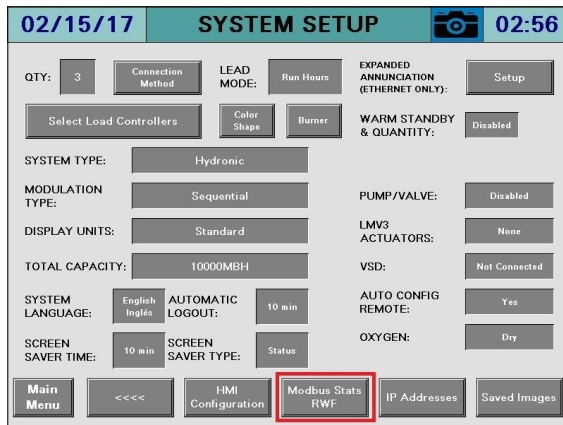 02/15/17 SYSTEM SETUP 02:56
QTY: 3 Connection Method LEAD MODE: Run Hours EXPANDED ANNUNCIATION (ETHERNET ONLY): Setup
Select Load Controllers Color Shape Burner WARM STANDBY & QUANTITY: Disabled
SYSTEM TYPE: Hydronic
MODULATION TYPE: Sequential PUMP/VALVE: Disabled
DISPLAY UNITS: Standard LMV3 ACTUATORS: None
TOTAL CAPACITY: 10000MBH VSD: Not Connected
SYSTEM LANGUAGE: English Inglés AUTOMATIC LOGOUT: 10 min AUTO CONFIG REMOTE: Yes
SCREEN SAVER TIME: 10 min SCREEN SAVER TYPE: Status OXYGEN: Dry
Main Menu <<<< HMI Configuration Modbus Stats RWF IP Addresses Saved Images